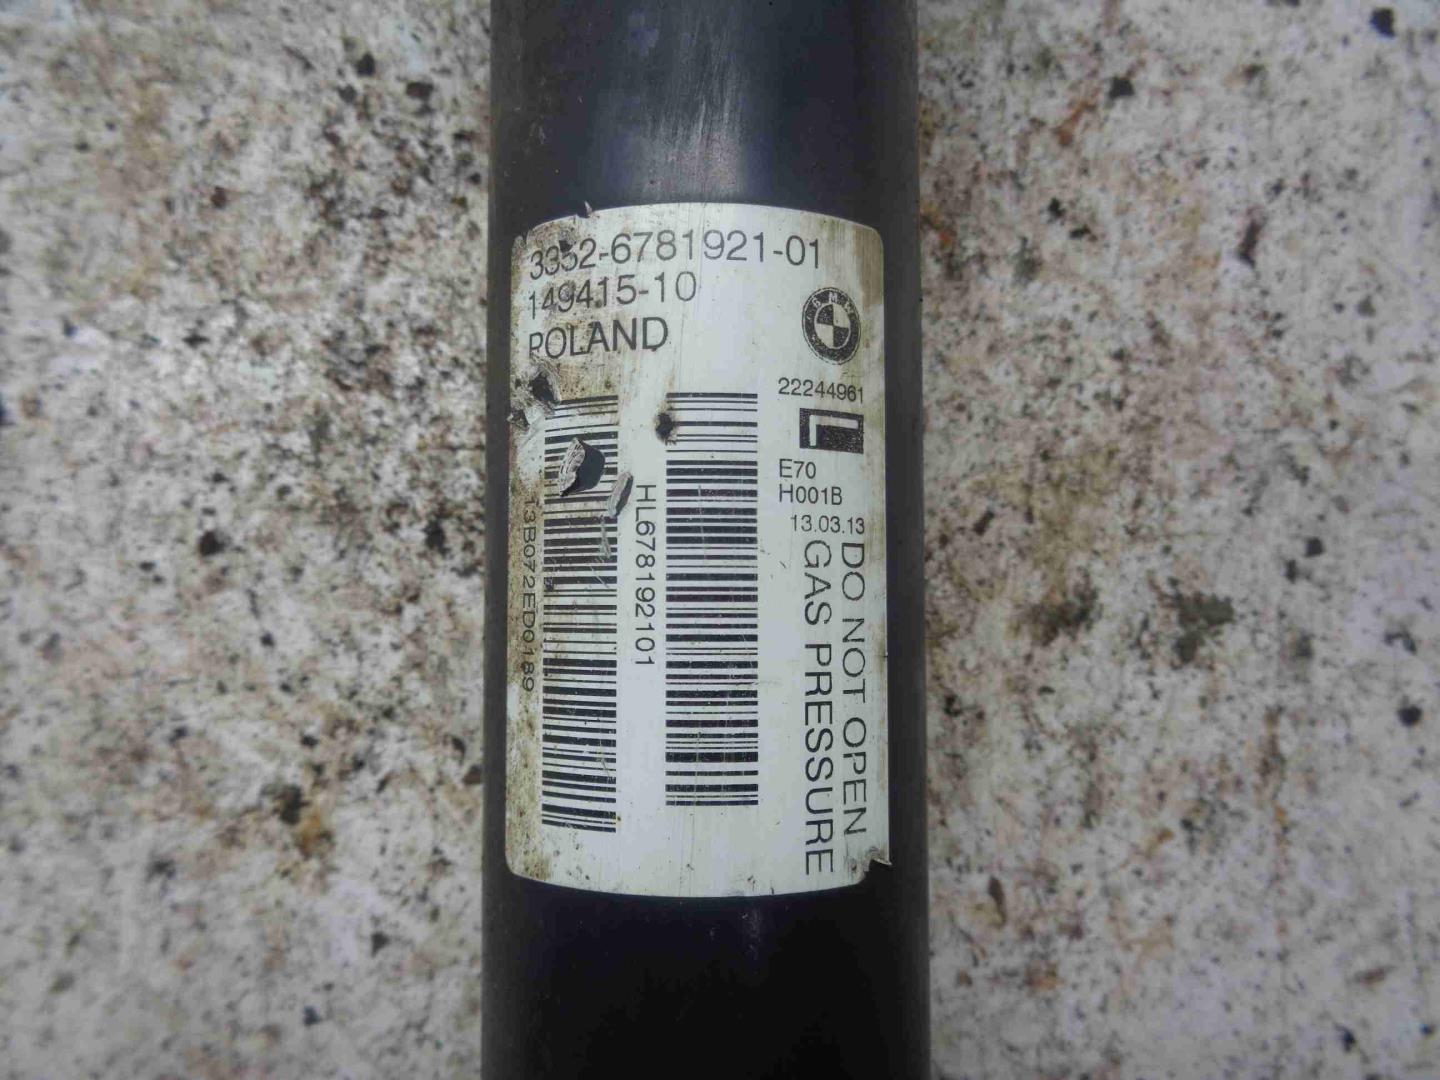 3352-6781921-01
149415-10
POLAND
BMW
22244961
L
E70
H001B
13.03.13
DO NOT OPEN
GAS PRESSURE
HL678192101
13B072ED0189